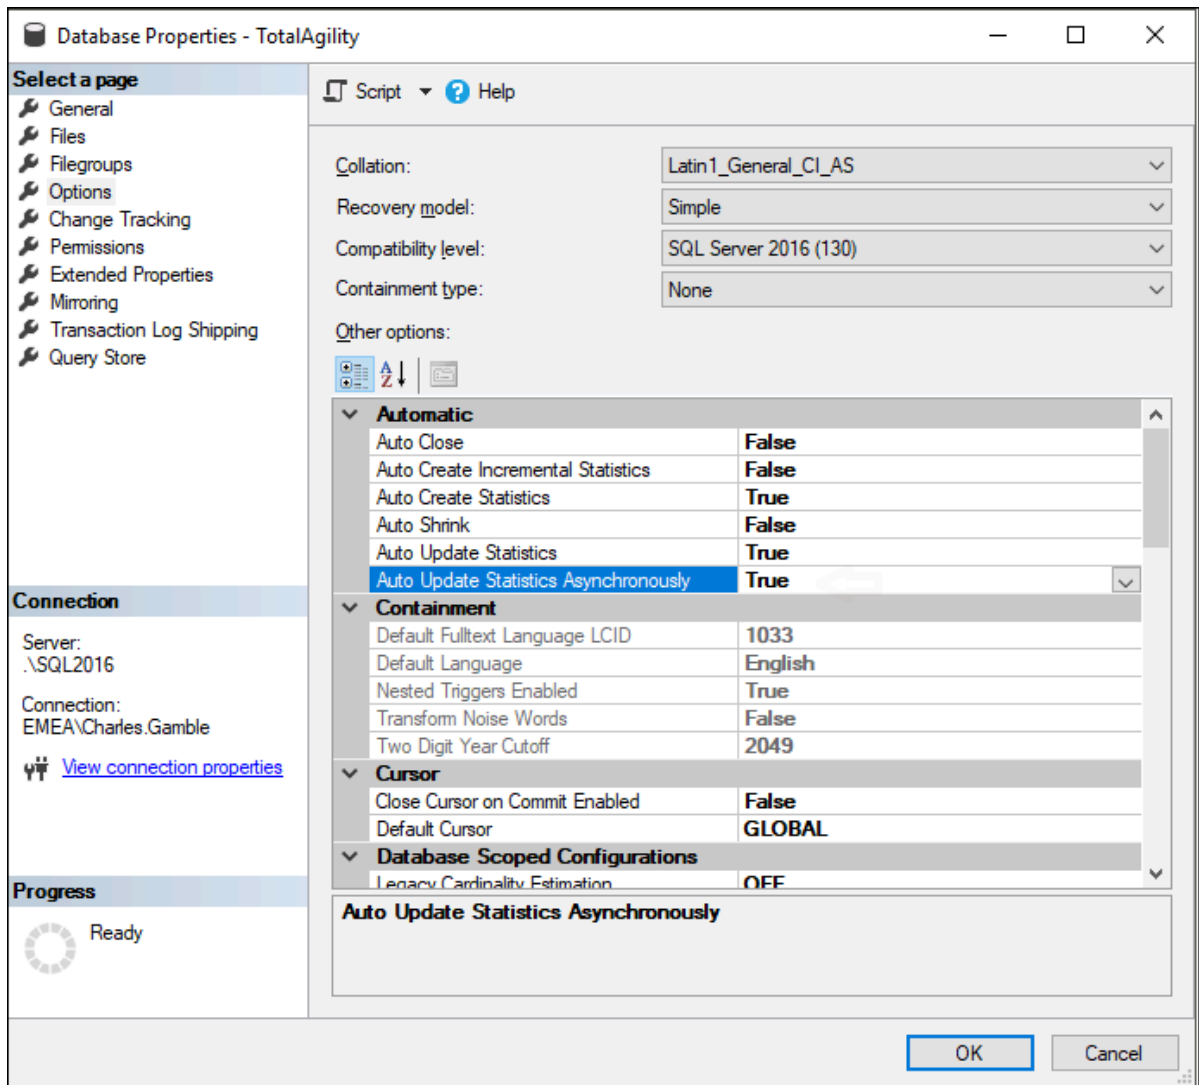 Database Properties - TotalAgility
Select a page
General
Files
Filegroups
Options
Change Tracking
Permissions
Extended Properties
Mirroring
Transaction Log Shipping
Query Store
Connection
Server:
.\SQL2016
Connection:
EMEA\Charles.Gamble
View connection properties
Progress
Ready
Script Help
Collation: Latin1_General_CI_AS
Recovery model: Simple
Compatibility level: SQL Server 2016 (130)
Containment type: None
Other options:
Automatic
Auto Close False
Auto Create Incremental Statistics False
Auto Create Statistics True
Auto Shrink False
Auto Update Statistics True
Auto Update Statistics Asynchronously True
Containment
Default Fulltext Language LCID 1033
Default Language English
Nested Triggers Enabled True
Transform Noise Words False
Two Digit Year Cutoff 2049
Cursor
Close Cursor on Commit Enabled False
Default Cursor GLOBAL
Database Scoped Configurations
Legacy Cardinality Estimation OFF
Auto Update Statistics Asynchronously
OK Cancel